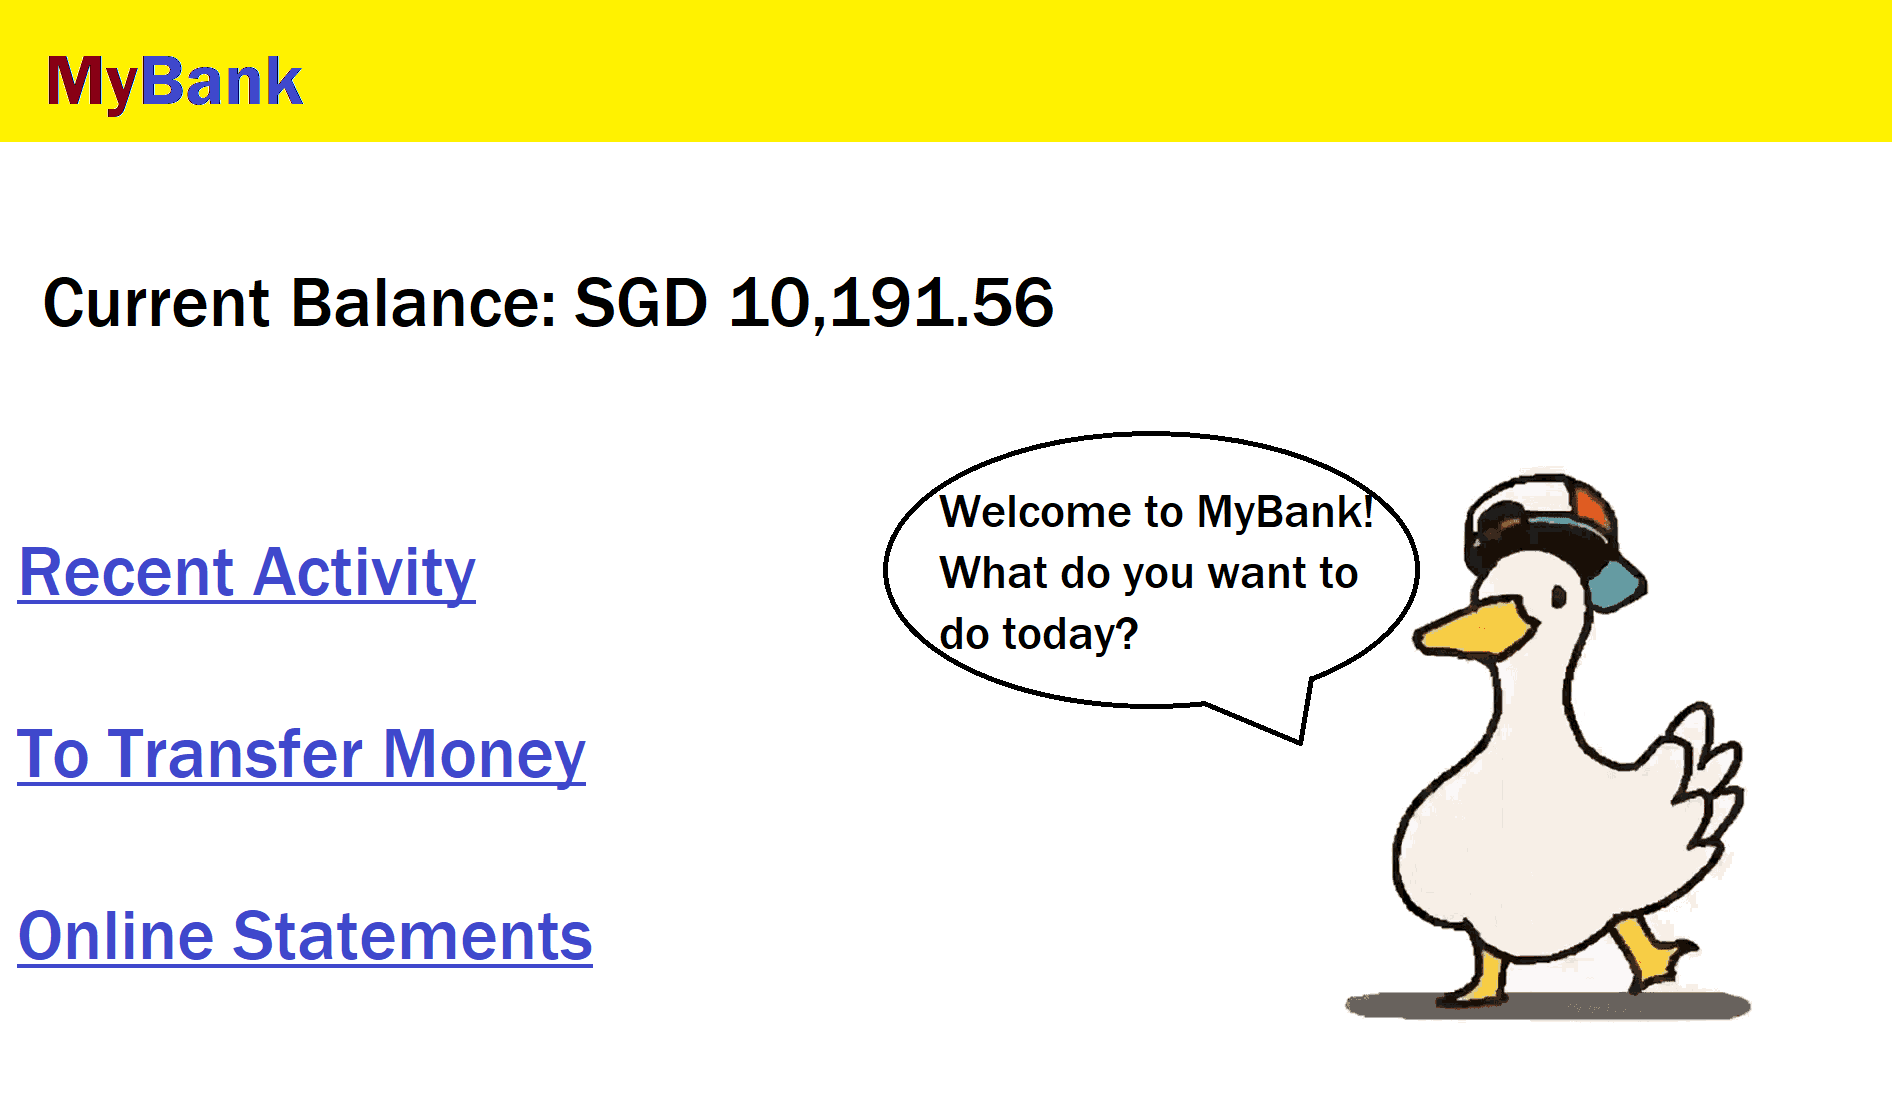 MyBank
Current Balance: SGD 10,191.56
Recent Activity
To Transfer Money
Online Statements
Welcome to MyBank!
What do you want to
do today?